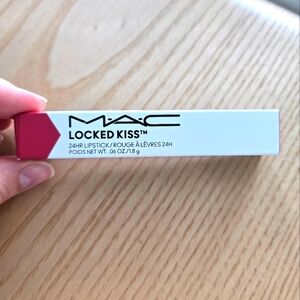 MAC
LOCKED KISS™
24HR LIPSTICK / ROUGE À LÈVRES 24H
POIDS NET WT. .06 OZ/1.8 g